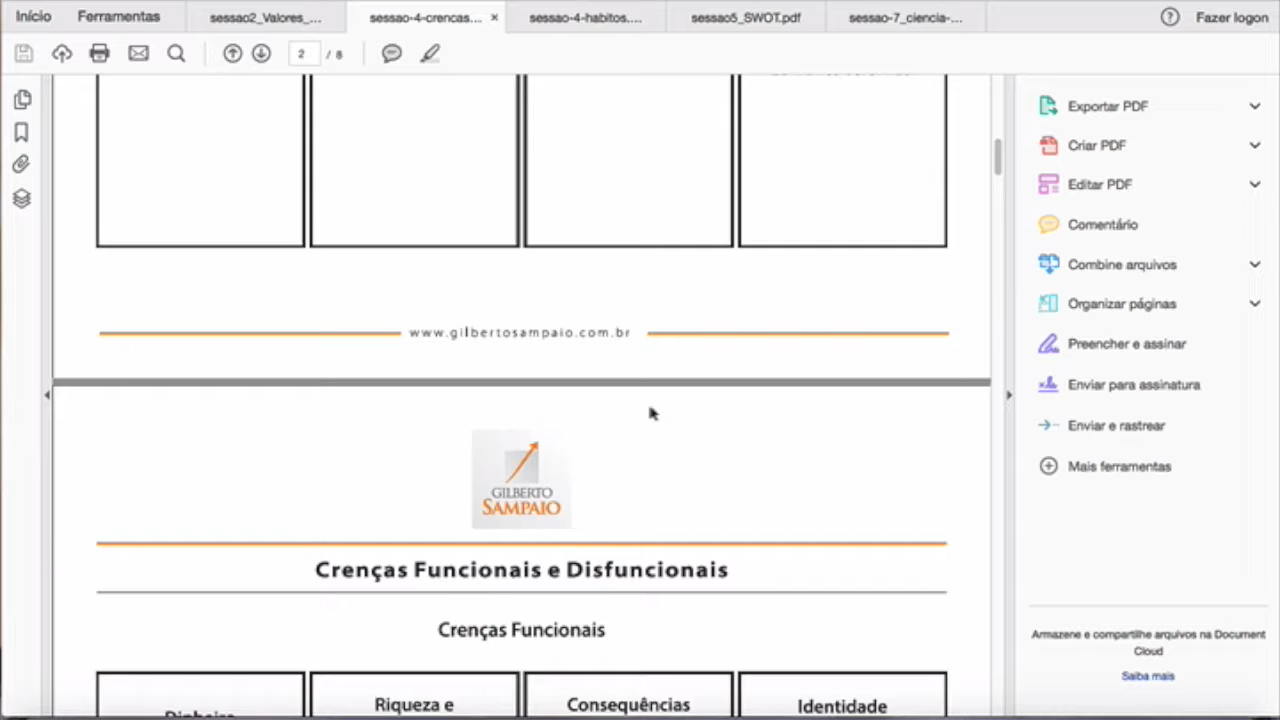 Início Ferramentas sessao2_Valores_... sessao-4-crencas... × sessao-4-habitos.... sessao5_SWOT.pdf sessao-7_ciencia-... ? Fazer logon
2 / 8
www.gilbertosampaio.com.br
GILBERTO
SAMPAIO
Crenças Funcionais e Disfuncionais
Crenças Funcionais
Dinheiro
Riqueza e
Consequências
Identidade
Exportar PDF
Criar PDF
Editar PDF
Comentário
Combine arquivos
Organizar páginas
Preencher e assinar
Enviar para assinatura
Enviar e rastrear
Mais ferramentas
Armazene e compartilhe arquivos na Document
Cloud
Saiba mais